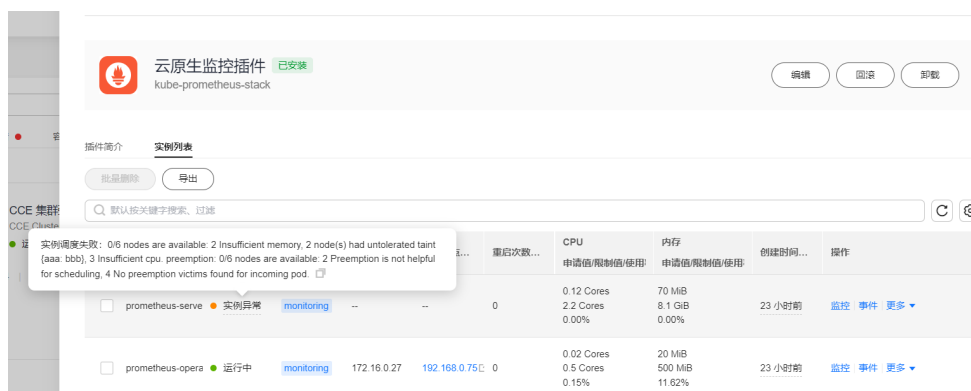 云原生监控插件 已安装
kube-prometheus-stack
编辑 回滚 卸载
插件简介 实例列表
批量删除 导出
默认按关键字搜索、过滤
CCE 集群
CCE Cluste
实例调度失败：0/6 nodes are available: 2 Insufficient memory, 2 node(s) had untolerated taint
{aaa: bbb}, 3 Insufficient cpu. preemption: 0/6 nodes are available: 2 Preemption is not helpful
for scheduling, 4 No preemption victims found for incoming pod.
重启次数... CPU 内存 创建时间... 操作
申请值/限制值/使用 申请值/限制值/使用
prometheus-serve 实例异常 monitoring -- -- 0 0.12 Cores 70 MiB 23 小时前 监控 事件 更多
2.2 Cores 8.1 GiB
0.00% 0.00%
prometheus-opera 运行中 monitoring 172.16.0.27 192.168.0.75 0 0.02 Cores 20 MiB 23 小时前 监控 事件 更多
0.5 Cores 500 MiB
0.15% 11.62%